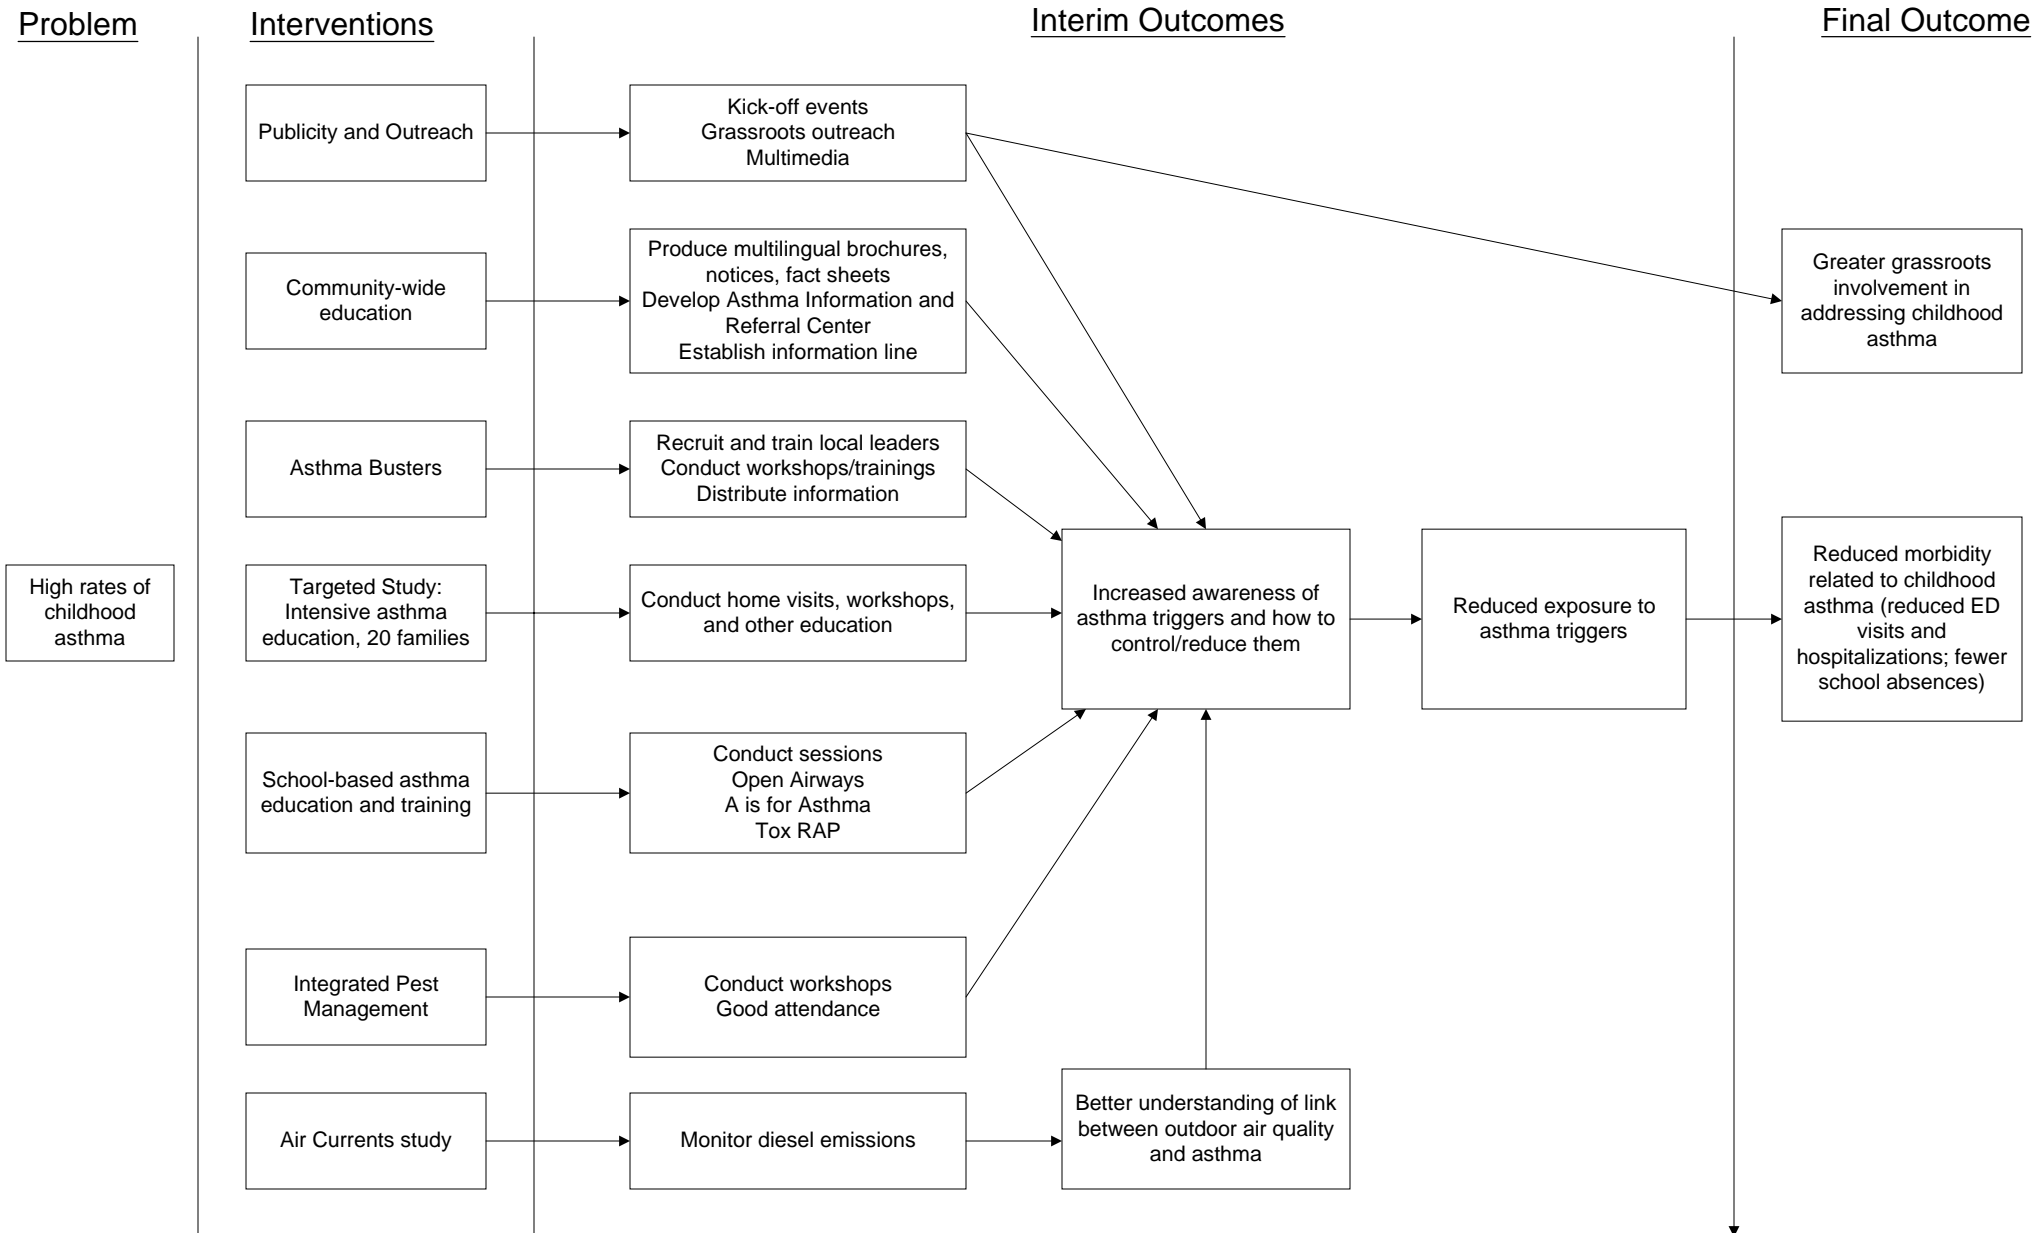 Problem
Interventions
Interim Outcomes
Final Outcome
Publicity and Outreach
Kick-off events
Grassroots outreach
Multimedia
Community-wide
education
Produce multilingual brochures,
notices, fact sheets
Develop Asthma Information and
Referral Center
Establish information line
Greater grassroots
involvement in
addressing childhood
asthma
Asthma Busters
Recruit and train local leaders
Conduct workshops/trainings
Distribute information
High rates of
childhood
asthma
Targeted Study:
Intensive asthma
education, 20 families
Conduct home visits, workshops,
and other education
Increased awareness of
asthma triggers and how to
control/reduce them
Reduced exposure to
asthma triggers
Reduced morbidity
related to childhood
asthma (reduced ED
visits and
hospitalizations; fewer
school absences)
School-based asthma
education and training
Conduct sessions
Open Airways
A is for Asthma
Tox RAP
Integrated Pest
Management
Conduct workshops
Good attendance
Air Currents study
Monitor diesel emissions
Better understanding of link
between outdoor air quality
and asthma